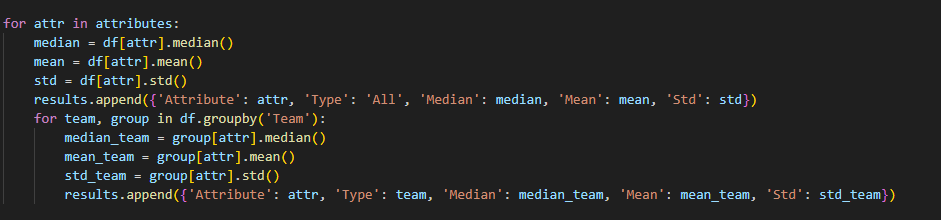 for attr in attributes:
    median = df[attr].median()
    mean = df[attr].mean()
    std = df[attr].std()
    results.append({'Attribute': attr, 'Type': 'All', 'Median': median, 'Mean': mean, 'Std': std})
    for team, group in df.groupby('Team'):
        median_team = group[attr].median()
        mean_team = group[attr].mean()
        std_team = group[attr].std()
        results.append({'Attribute': attr, 'Type': team, 'Median': median_team, 'Mean': mean_team, 'Std': std_team})